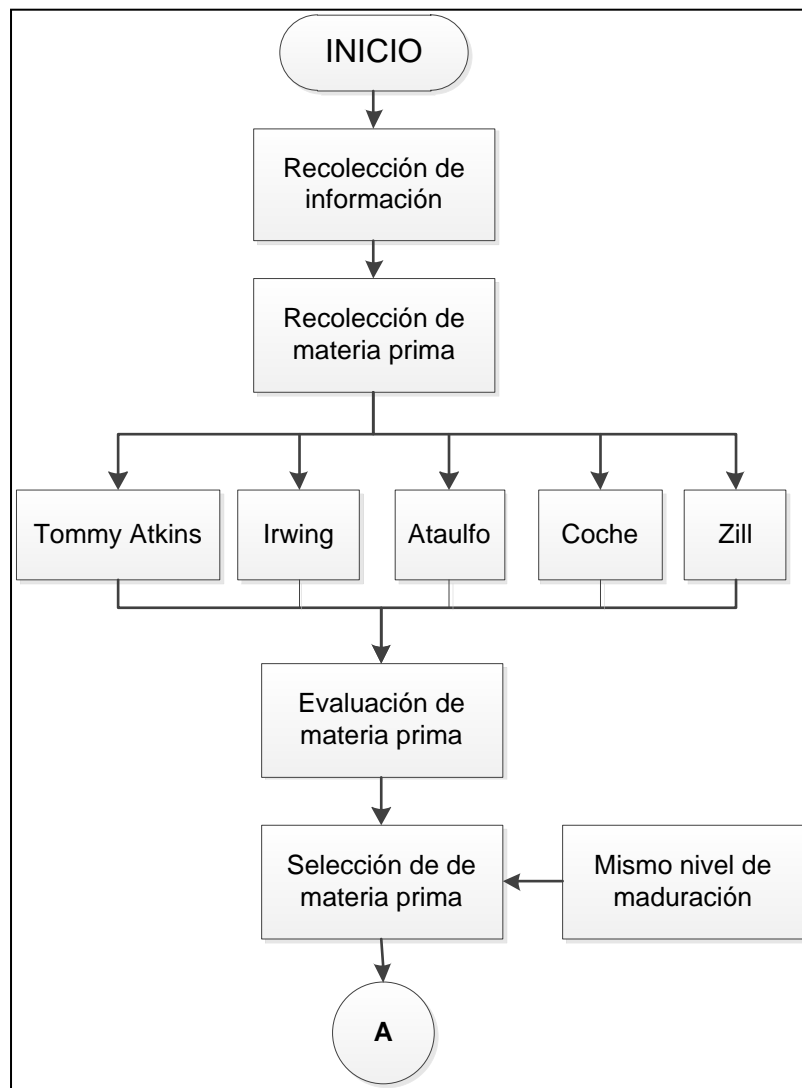 INICIO
Recolección de
información
Recolección de
materia prima
Tommy Atkins
Irwing
Ataulfo
Coche
Zill
Evaluación de
materia prima
Selección de de
materia prima
Mismo nivel de
maduración
A